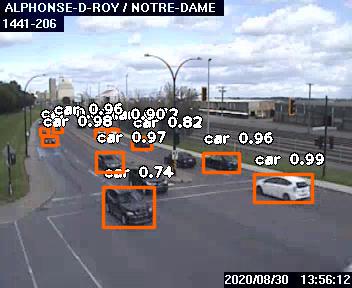 ALPHONSE-D-ROY / NOTRE-DAME
1441-206
car 0.96
car 0.98
car 0.82
car 0.97
car 0.96
car 0.99
car 0.74
2020/08/30 13:56:12